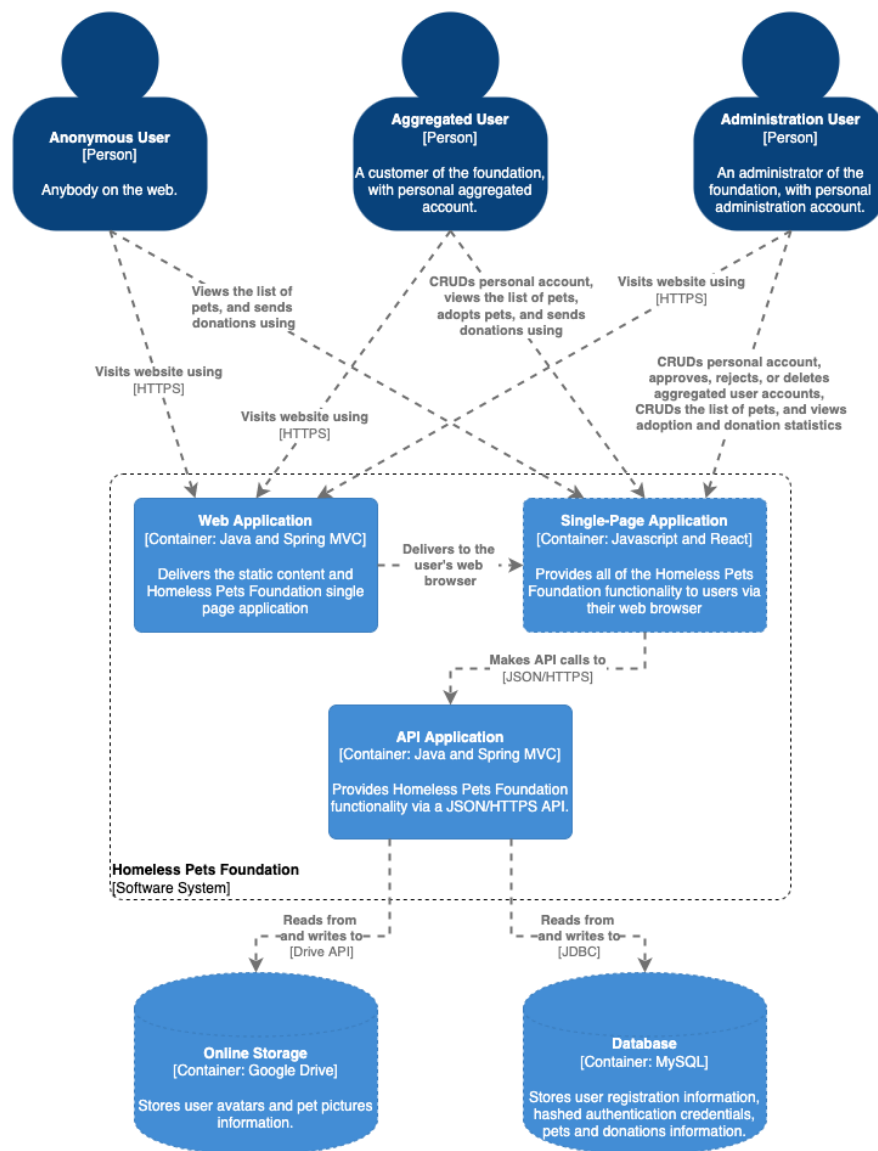 Anonymous User
[Person]
Anybody on the web.
Aggregated User
[Person]
A customer of the foundation,
with personal aggregated
account.
Administration User
[Person]
An administrator of the
foundation, with personal
administration account.
Views the list of
pets, and sends
donations using
CRUDs personal account,
views the list of pets,
adopts pets, and sends
donations using
Visits website using
[HTTPS]
Visits website using
[HTTPS]
Visits website using
[HTTPS]
CRUDs personal account,
approves, rejects, or deletes
aggregated user accounts,
CRUDs the list of pets, and views
adoption and donation statistics
Web Application
[Container: Java and Spring MVC]
Delivers the static content and
Homeless Pets Foundation single
page application
Delivers to the
user's web
browser
Single-Page Application
[Container: Javascript and React]
Provides all of the Homeless Pets
Foundation functionality to users via
their web browser
Makes API calls to
[JSON/HTTPS]
API Application
[Container: Java and Spring MVC]
Provides Homeless Pets Foundation
functionality via a JSON/HTTPS API.
Homeless Pets Foundation
[Software System]
Reads from
and writes to
[Drive API]
Reads from
and writes to
[JDBC]
Online Storage
[Container: Google Drive]
Stores user avatars and pet pictures
information.
Database
[Container: MySQL]
Stores user registration information,
hashed authentication credentials,
pets and donations information.